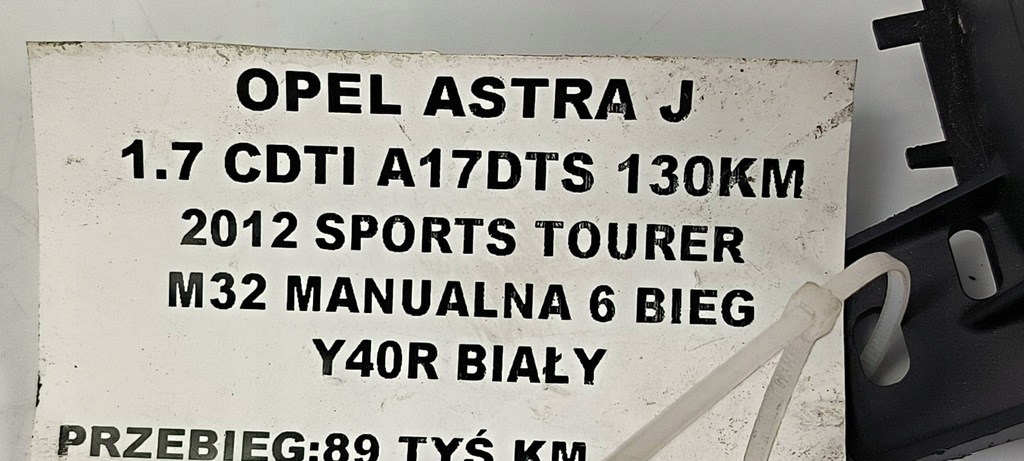 OPEL ASTRA J
1.7 CDTI A17DTS 130KM
2012 SPORTS TOURER
M32 MANUALNA 6 BIEG
Y40R BIAŁY
PRZEBIEG:89 TYŚ KM